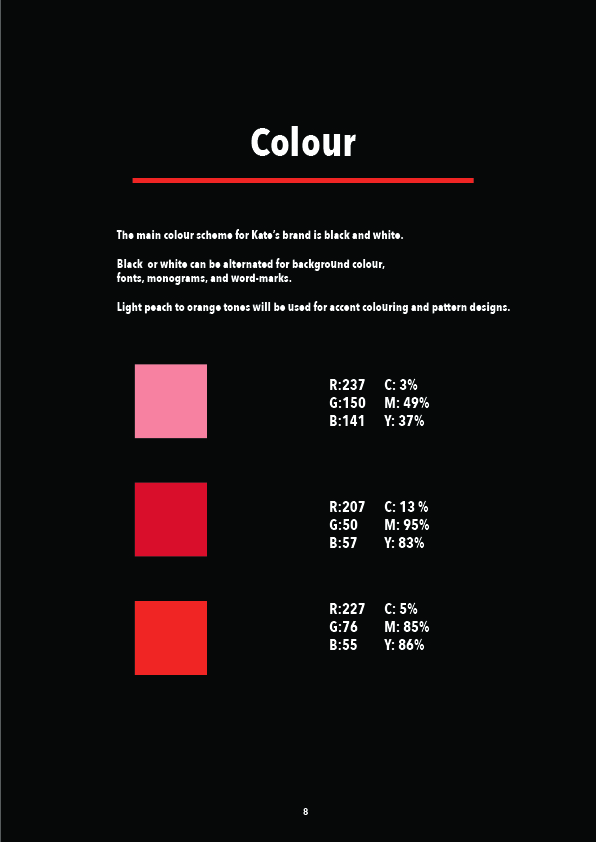 Colour
The main colour scheme for Kate's brand is black and white.
Black  or white can be alternated for background colour,
fonts, monograms, and word-marks.
Light peach to orange tones will be used for accent colouring and pattern designs.
R:237 C: 3%
G:150 M: 49%
B:141 Y: 37%
R:207 C: 13 %
G:50 M: 95%
B:57 Y: 83%
R:227 C: 5%
G:76 M: 85%
B:55 Y: 86%
8